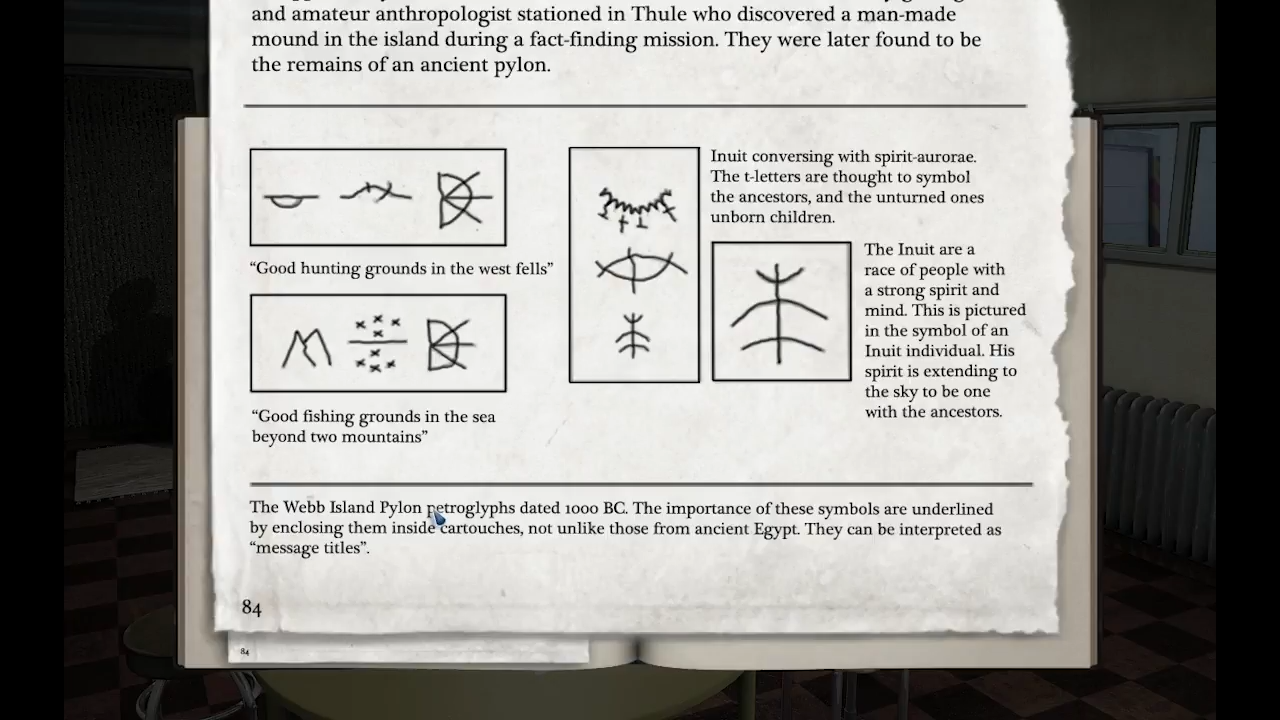 and amateur anthropologist stationed in Thule who discovered a man-made
mound in the island during a fact-finding mission. They were later found to be
the remains of an ancient pylon.
“Good hunting grounds in the west fells”
“Good fishing grounds in the sea
beyond two mountains”
Inuit conversing with spirit-aurorae.
The t-letters are thought to symbol
the ancestors, and the unturned ones
unborn children.
The Inuit are a
race of people with
a strong spirit and
mind. This is pictured
in the symbol of an
Inuit individual. His
spirit is extending to
the sky to be one
with the ancestors.
The Webb Island Pylon petroglyphs dated 1000 BC. The importance of these symbols are underlined
by enclosing them inside cartouches, not unlike those from ancient Egypt. They can be interpreted as
“message titles”.
84
84